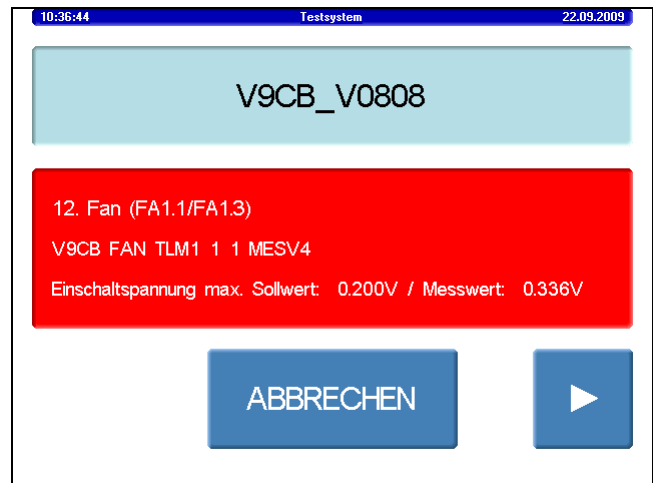 10:36:44 Testsystem 22.09.2009
V9CB_V0808
12. Fan (FA1.1/FA1.3)
V9CB FAN TLM1 1 1 MESV4
Einschaltspannung max. Sollwert: 0.200V / Messwert: 0.336V
ABBRECHEN